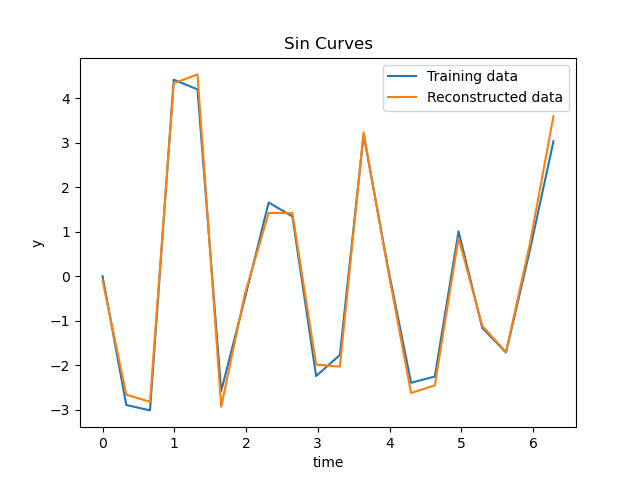 Sin Curves
Training data
Reconstructed data
y
4
3
2
1
0
−1
−2
−3
0 1 2 3 4 5 6
time